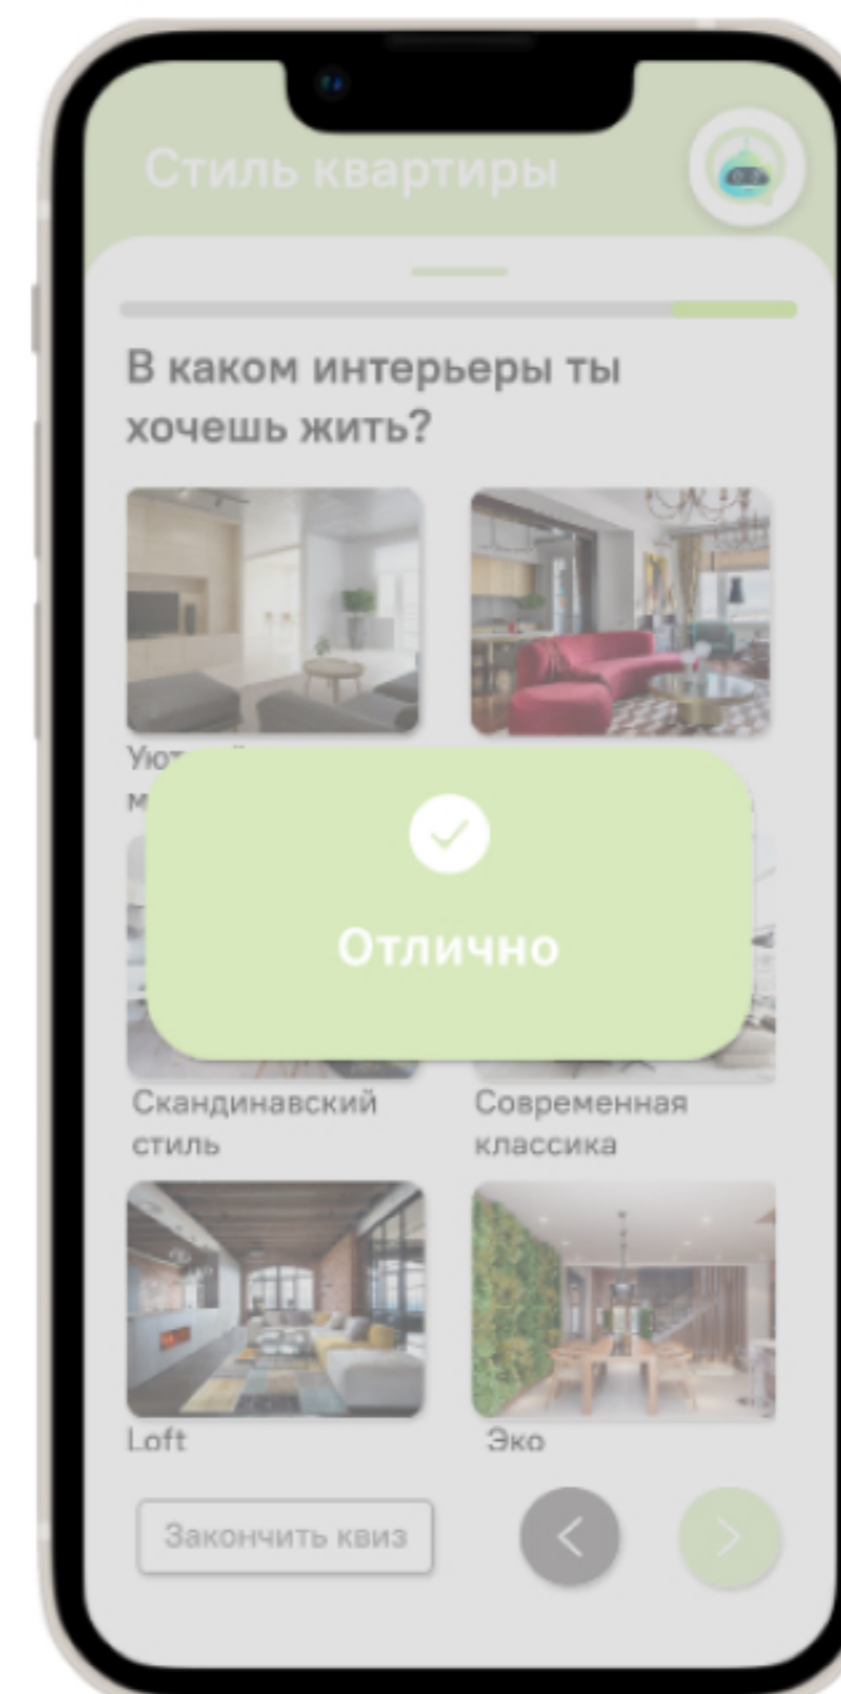 Стиль квартиры
В каком интерьеры ты
хочешь жить?
Отлично
Скандинавский
стиль
Современная
классика
Loft
Эко
Закончить квиз